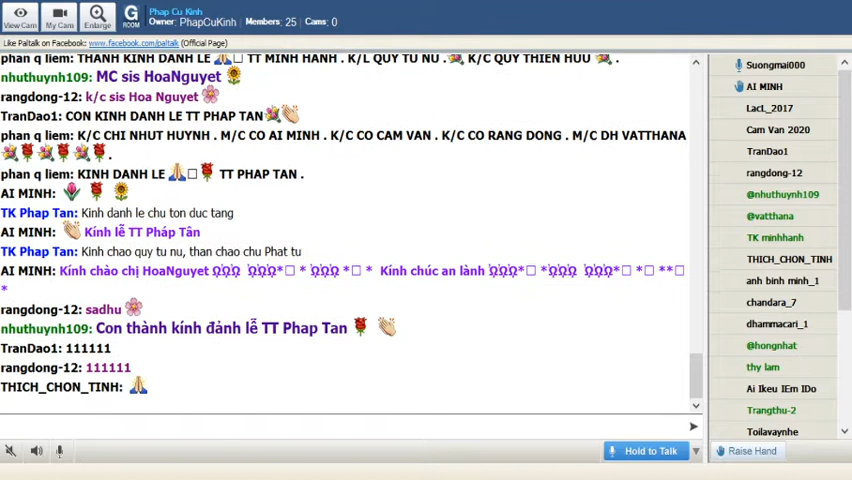 Phap Cu Kinh
Owner: PhapCuKinh | Members: 25 | Cams: 0
View Cam
My Cam
Enlarge
G
ROOM
Like Paltalk on Facebook: www.facebook.com/paltalk (Official Page)
phan q liem: THANH KINH DANH LE 🙏 TT MINH HANH . K/L QUY TU NU . K/C QUY THIEN HUU .
nhuthuynh109: MC sis HoaNguyet 🌻
rangdong-12: k/c sis Hoa Nguyet 🌸
TranDao1: CON KINH DANH LE TT PHAP TAN 💐👏
phan q liem: K/C CHI NHUT HUYNH . M/C CO AI MINH . K/C CO CAM VAN . K/C CO RANG DONG . M/C DH VATTHANA
💐🌹💐🌹💐🌹 .
phan q liem: KINH DANH LE 🙏🌹 TT PHAP TAN .
AI MINH: 🌷 🌹 🌻
TK Phap Tan: Kinh danh le chu ton duc tang
AI MINH: 👏 Kính lễ TT Pháp Tân
TK Phap Tan: Kinh chao quy tu nu, than chao chu Phat tu
AI MINH: Kính chào chị HoaNguyet * * * * Kính chúc an lành * * * * **
*
rangdong-12: sadhu 🌸
nhuthuynh109: Con thành kính đảnh lễ TT Phap Tan 🌹 👏
TranDao1: 111111
rangdong-12: 111111
THICH_CHON_TINH: 🙏
Hold to Talk
Suongmai000
AI MINH
LacL_2017
Cam Van 2020
TranDao1
rangdong-12
@nhuthuynh109
@vatthana
TK minhhanh
THICH_CHON_TINH
anh binh minh_1
chandara_7
dhammacari_1
@hongnhat
thy lam
Ai Ikeu IEm IDo
Trangthu-2
Toilavaynhe
Raise Hand